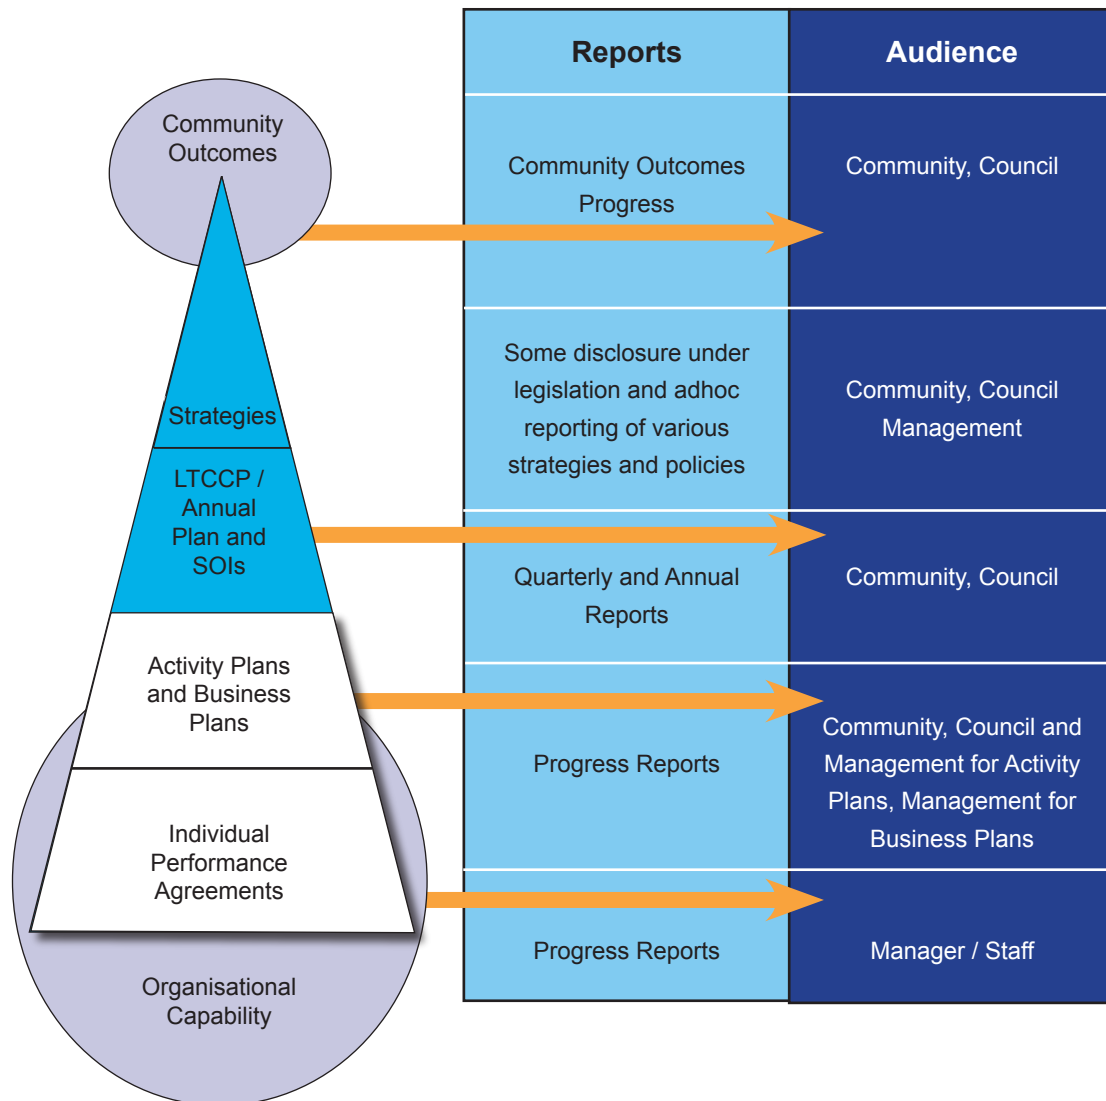 Community
Outcomes
Strategies
LTCCP /
Annual
Plan and
SOIs
Activity Plans
and Business
Plans
Individual
Performance
Agreements
Organisational
Capability
Reports
Audience
Community Outcomes
Progress
Community, Council
Some disclosure under
legislation and adhoc
reporting of various
strategies and policies
Community, Council
Management
Quarterly and Annual
Reports
Community, Council
Progress Reports
Community, Council and
Management for Activity
Plans, Management for
Business Plans
Progress Reports
Manager / Staff